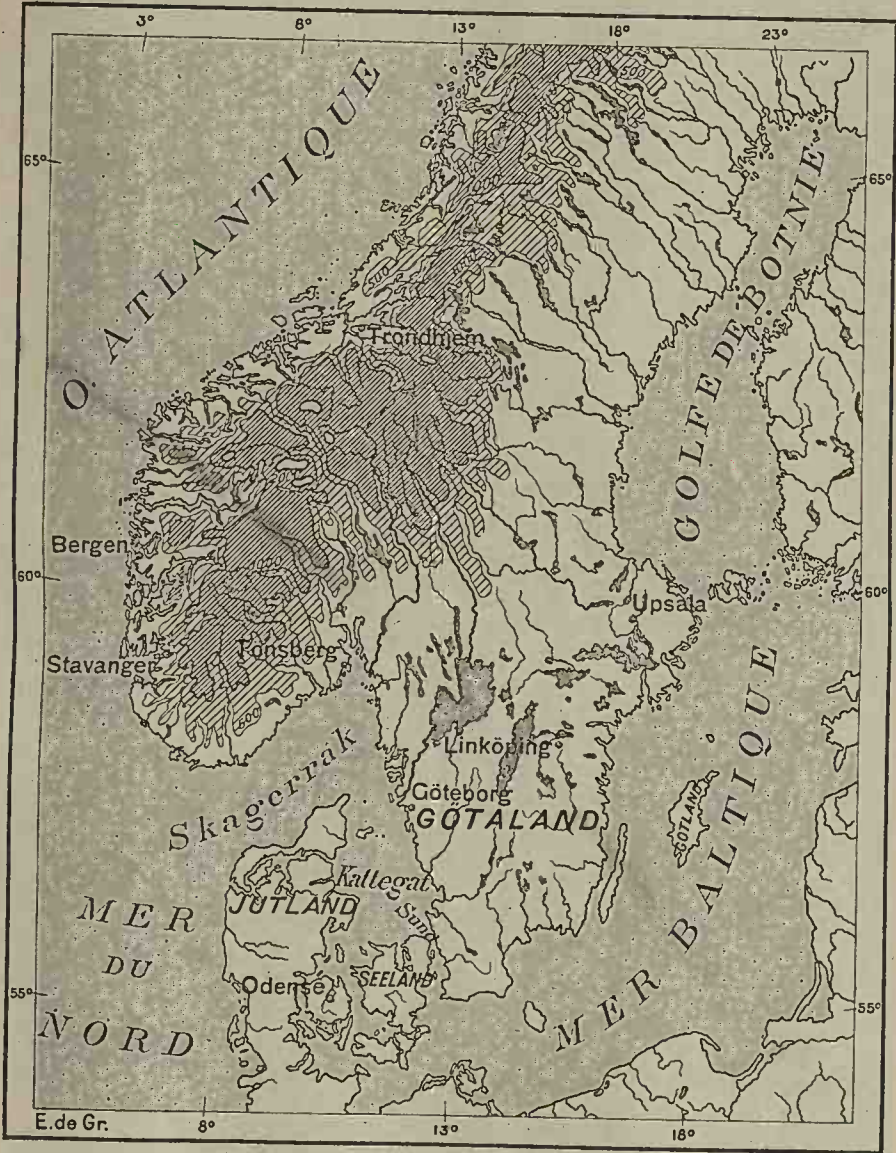 3° 8° 13° 18° 23°
500
65° 65°
O. ATLANTIQUE
GOLFE DE BOTNIE
500
Trondhjem
Bergen
60° 60°
Upsala
Stavanger Tonsberg
500
Linköping
Skagerrak
Göteborg
GÖTALAND
GOTLAND
MER BALTIQUE
Kattegat
JUTLAND
Sund
MER
DU
NORD
Odense SEELAND
55° 55°
E.de Gr. 8° 13° 18°